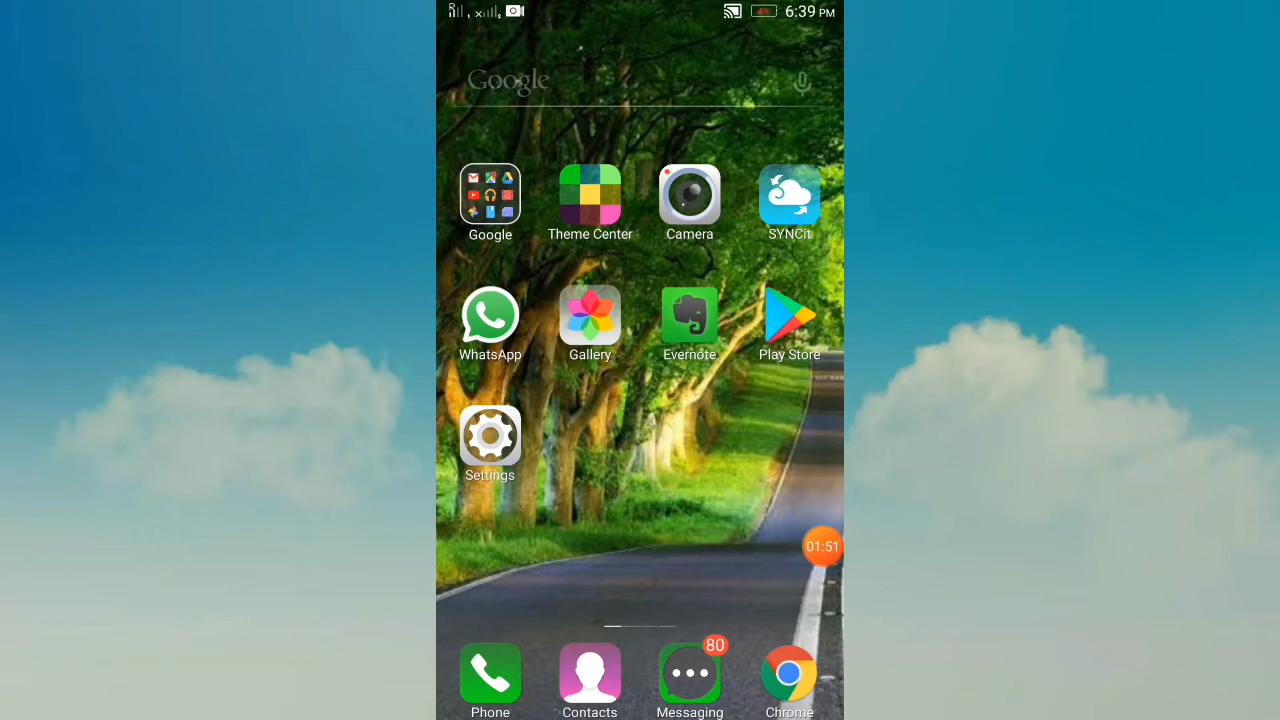 4% 6:39 PM
Google
Google Theme Center Camera SYNCit
WhatsApp Gallery Evernote Play Store
Settings
01:51
80
Phone Contacts Messaging Chrome